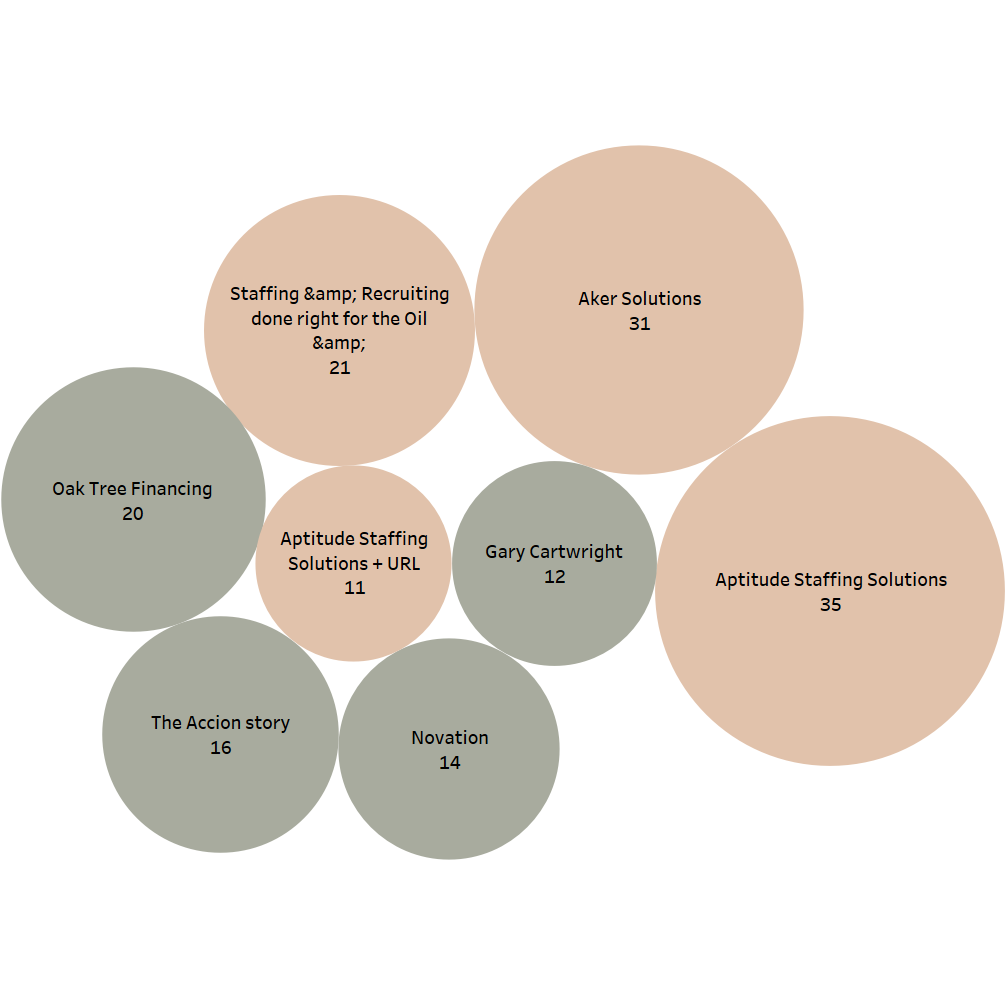 Aker Solutions
31
Staffing &amp; Recruiting
done right for the Oil
&amp;
21
Oak Tree Financing
20
Aptitude Staffing
Solutions + URL
11
Gary Cartwright
12
Aptitude Staffing Solutions
35
The Accion story
16
Novation
14